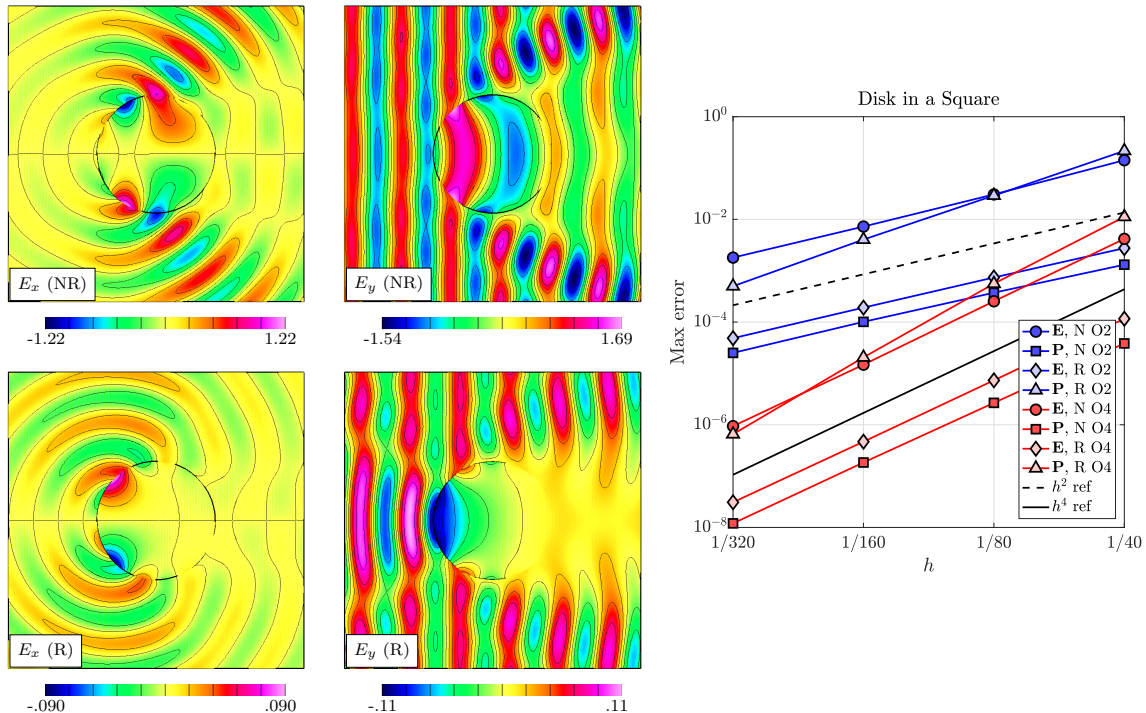 E_x (NR)
-1.22 1.22
E_y (NR)
-1.54 1.69
E_x (R)
-.090 .090
E_y (R)
-.11 .11
Disk in a Square
Max error
10^0
10^-2
10^-4
10^-6
10^-8
E, N O2
P, N O2
E, R O2
P, R O2
E, N O4
P, N O4
E, R O4
P, R O4
h^2 ref
h^4 ref
1/320 1/160 1/80 1/40
h